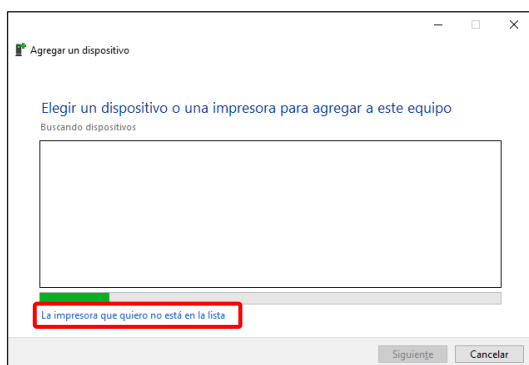 Agregar un dispositivo
Elegir un dispositivo o una impresora para agregar a este equipo
Buscando dispositivos
La impresora que quiero no está en la lista
Siguiente Cancelar